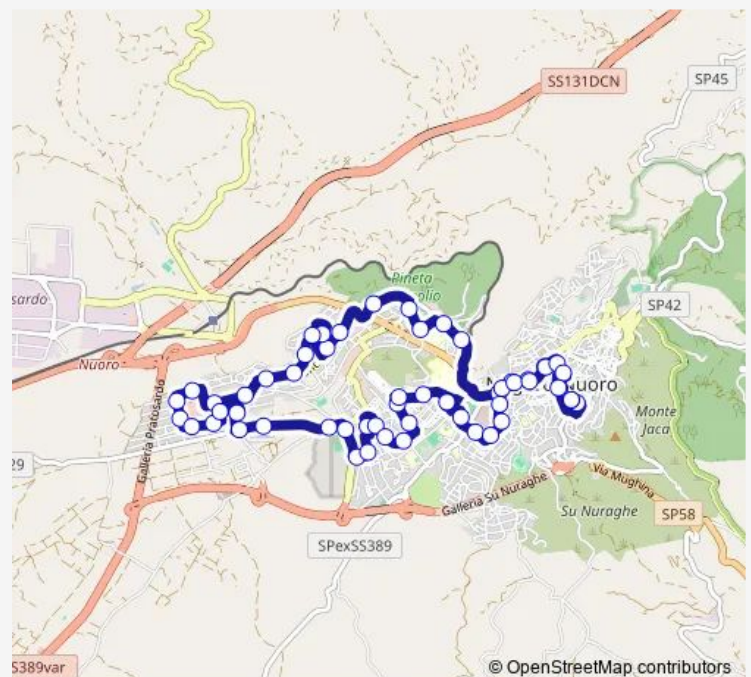 SP45
SS131DCN
Pineta
olio
sardo
SP42
Nuoro
Nuoro
Monte
Jaca
Galleria Pratosardo
29
Galleria Su Nuraghe
Via Mughina
Su Nuraghe
SP58
SPexSS389
S389var
© OpenStreetMap contributors